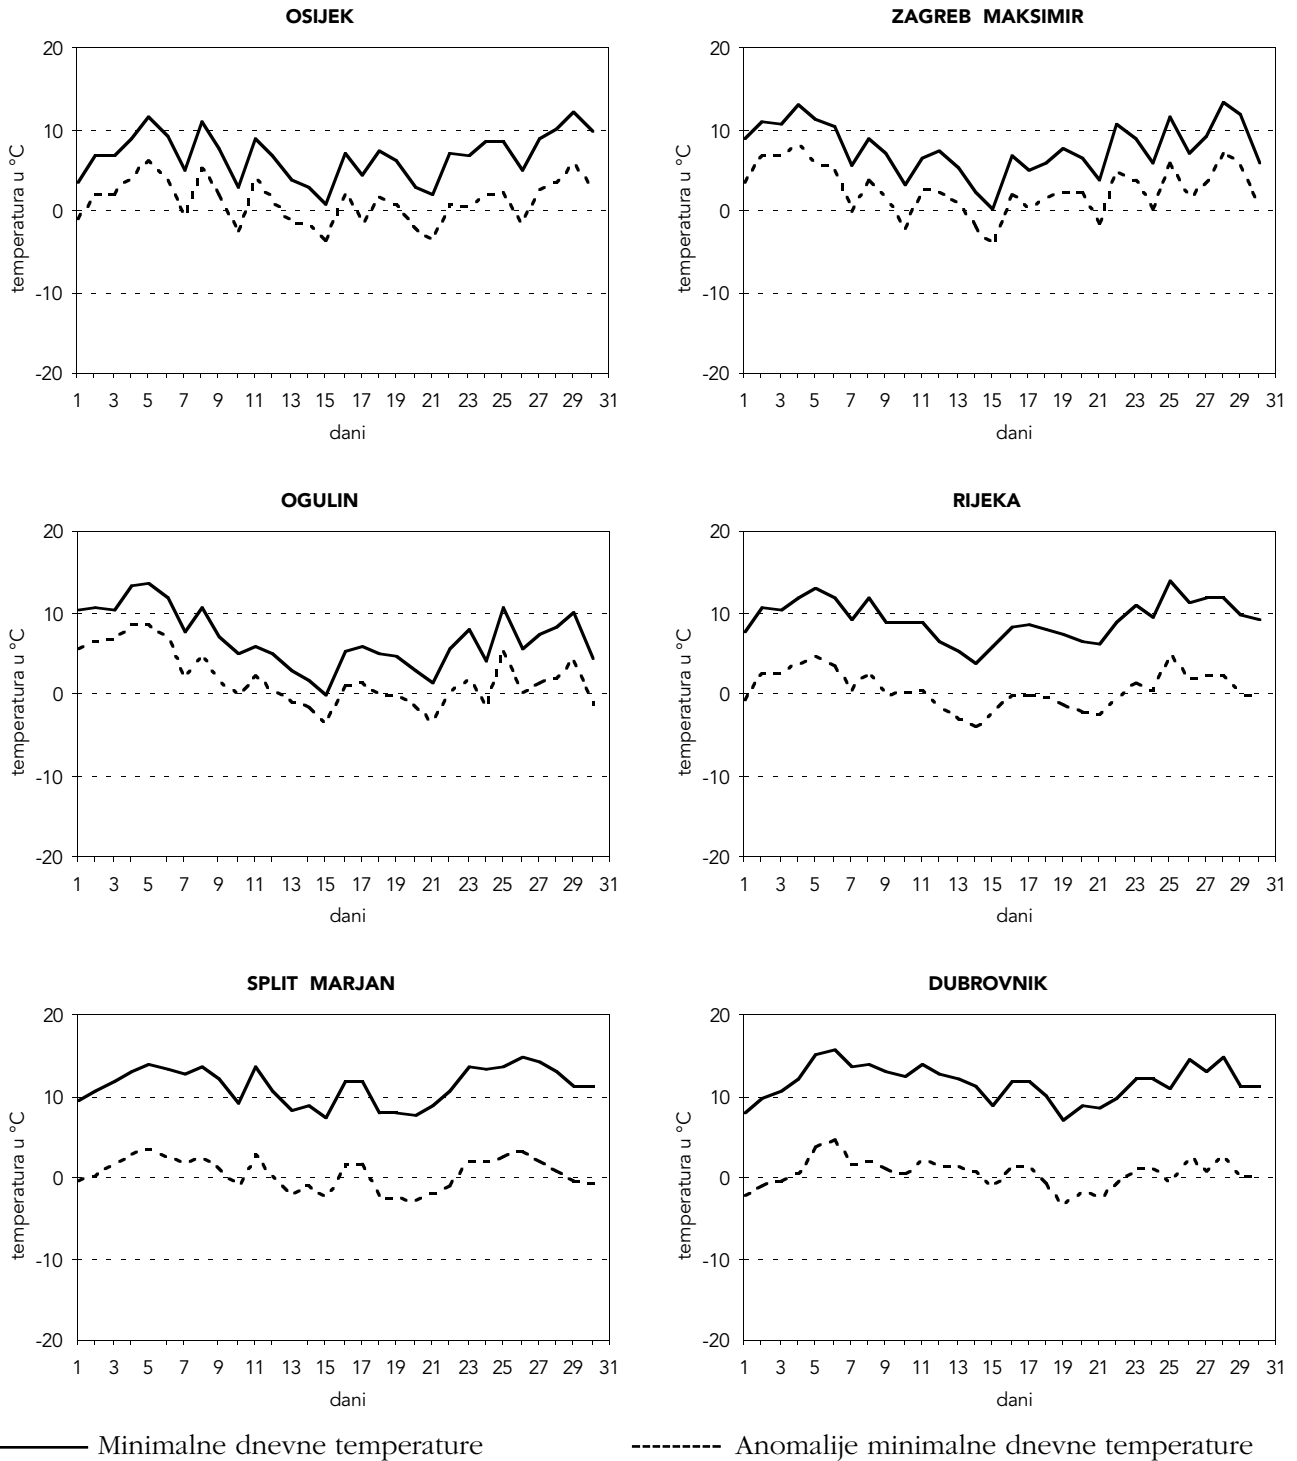 OSIJEK
20
10
0
-10
-20
temperatura u °C
1 3 5 7 9 11 13 15 17 19 21 23 25 27 29 31
dani
ZAGREB MAKSIMIR
20
10
0
-10
-20
temperatura u °C
1 3 5 7 9 11 13 15 17 19 21 23 25 27 29 31
dani
OGULIN
20
10
0
-10
-20
temperatura u °C
1 3 5 7 9 11 13 15 17 19 21 23 25 27 29 31
dani
RIJEKA
20
10
0
-10
-20
temperatura u °C
1 3 5 7 9 11 13 15 17 19 21 23 25 27 29 31
dani
SPLIT MARJAN
20
10
0
-10
-20
temperatura u °C
1 3 5 7 9 11 13 15 17 19 21 23 25 27 29 31
dani
DUBROVNIK
20
10
0
-10
-20
temperatura u °C
1 3 5 7 9 11 13 15 17 19 21 23 25 27 29 31
dani
Minimalne dnevne temperature
Anomalije minimalne dnevne temperature